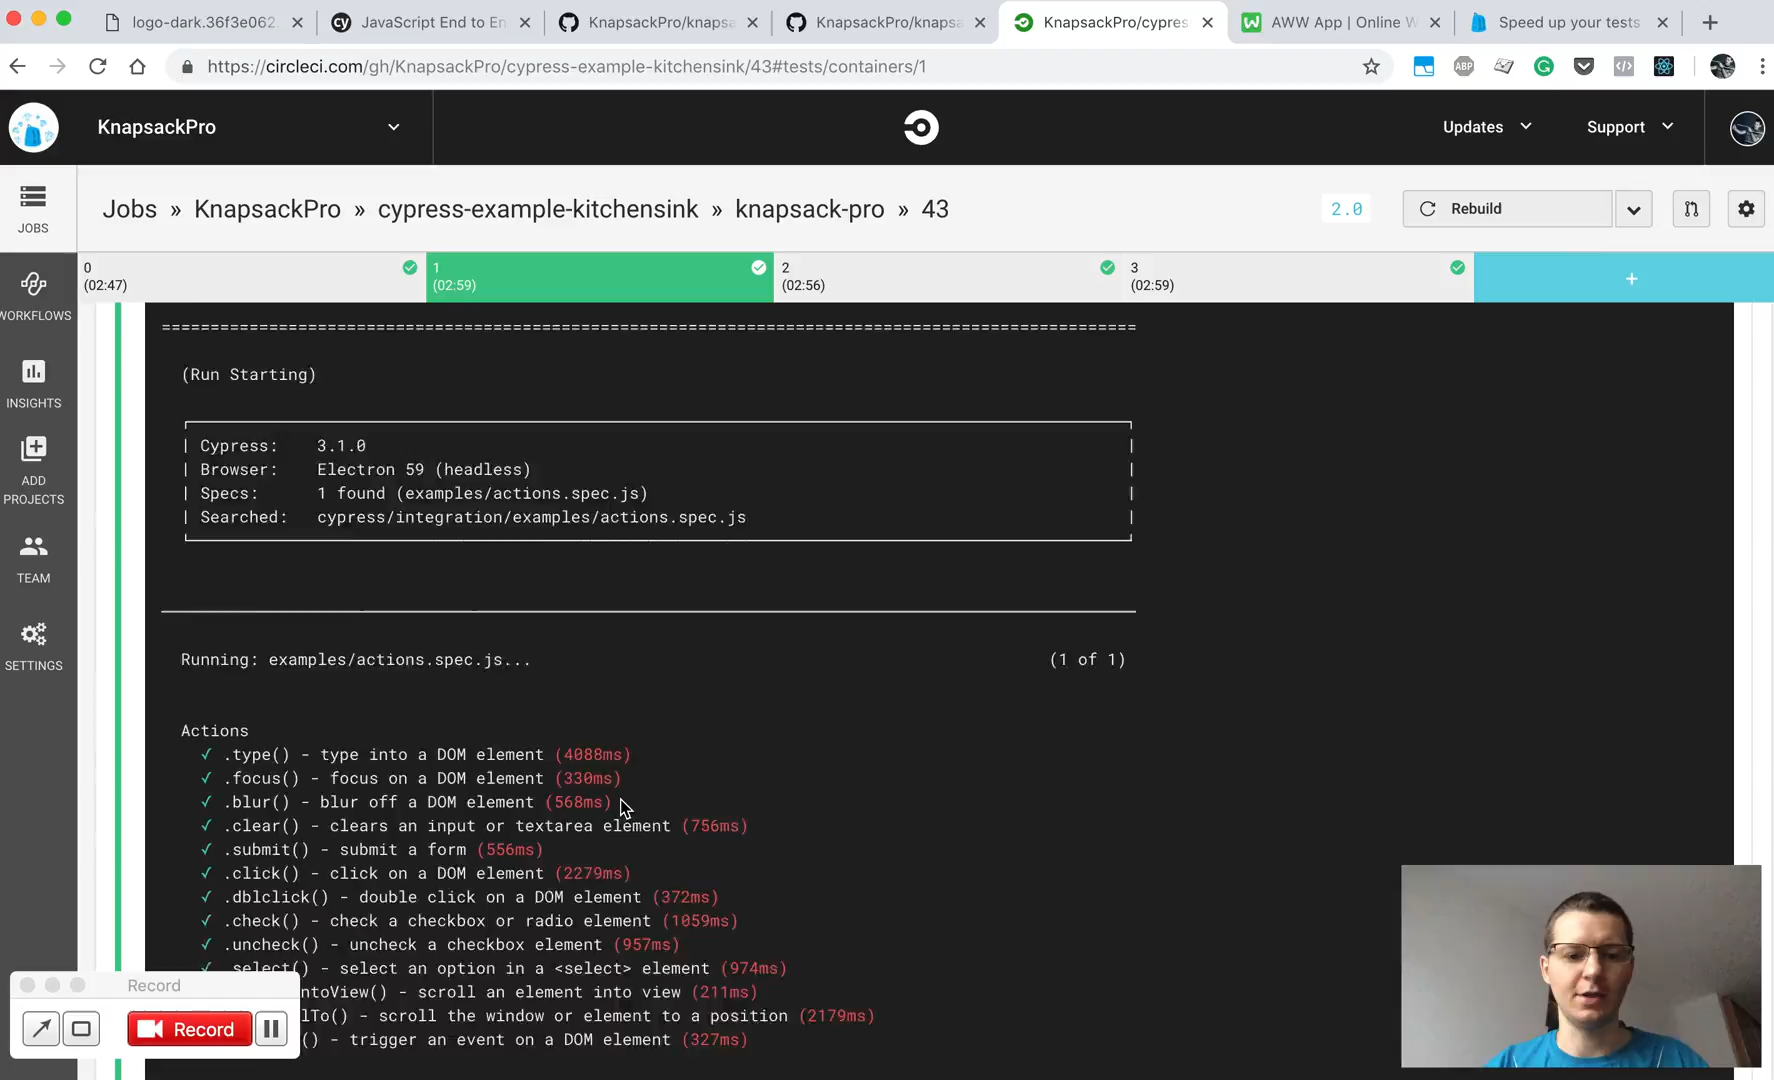 logo-dark.36f3e062
JavaScript End to En
KnapsackPro/knaps
KnapsackPro/knapsa
KnapsackPro/cypres
AWW App | Online W
Speed up your tests
https://circleci.com/gh/KnapsackPro/cypress-example-kitchensink/43#tests/containers/1
ABP
KnapsackPro
Updates
Support
JOBS
WORKFLOWS
INSIGHTS
ADD
PROJECTS
TEAM
SETTINGS
Jobs » KnapsackPro » cypress-example-kitchensink » knapsack-pro » 43
2.0
Rebuild
0
(02:47)
1
(02:59)
2
(02:56)
3
(02:59)
+
(Run Starting)
Cypress: 3.1.0
Browser: Electron 59 (headless)
Specs: 1 found (examples/actions.spec.js)
Searched: cypress/integration/examples/actions.spec.js
Running: examples/actions.spec.js... (1 of 1)
Actions
✓ .type() - type into a DOM element (4088ms)
✓ .focus() - focus on a DOM element (330ms)
✓ .blur() - blur off a DOM element (568ms)
✓ .clear() - clears an input or textarea element (756ms)
✓ .submit() - submit a form (556ms)
✓ .click() - click on a DOM element (2279ms)
✓ .dblclick() - double click on a DOM element (372ms)
✓ .check() - check a checkbox or radio element (1059ms)
✓ .uncheck() - uncheck a checkbox element (957ms)
✓ .select() - select an option in a <select> element (974ms)
ntoView() - scroll an element into view (211ms)
lTo() - scroll the window or element to a position (2179ms)
() - trigger an event on a DOM element (327ms)
Record
Record